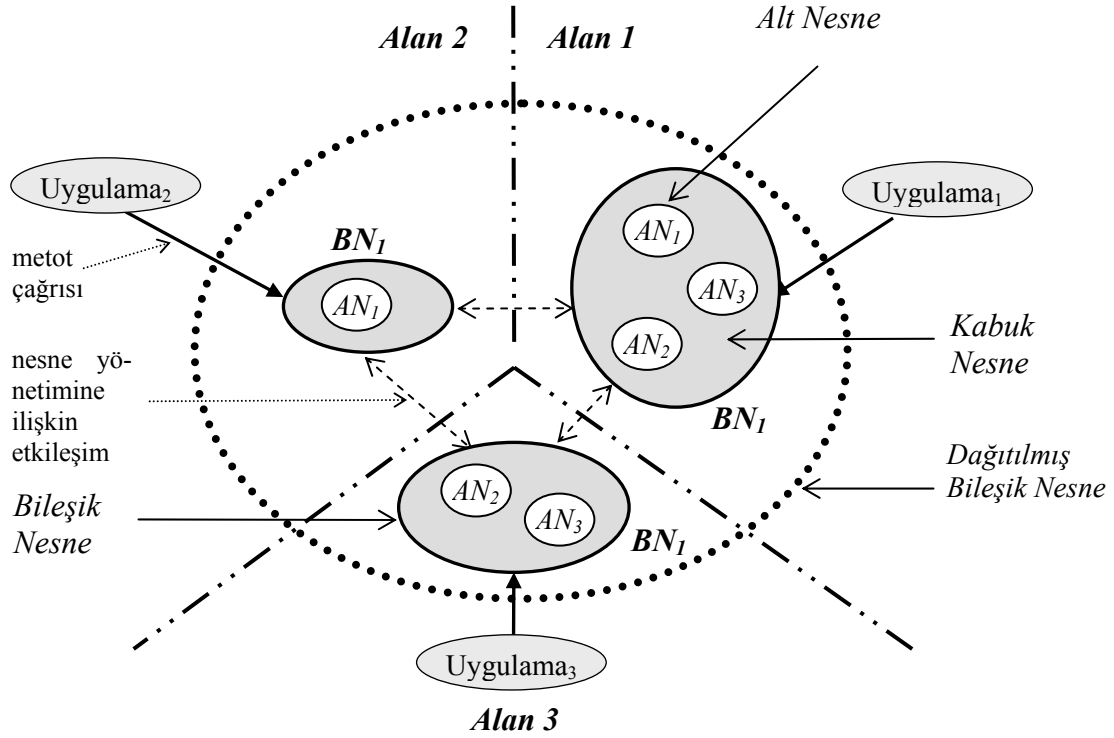 Alt Nesne
Alan 2
Alan 1
Uygulama₂
Uygulama₁
metot
çağrısı
BN₁
AN₁
AN₁
AN₃
AN₂
Kabuk
Nesne
nesne yö-
netimine
ilişkin
etkileşim
BN₁
Dağıtılmış
Bileşik Nesne
Bileşik
Nesne
AN₂
AN₃
BN₁
Uygulama₃
Alan 3